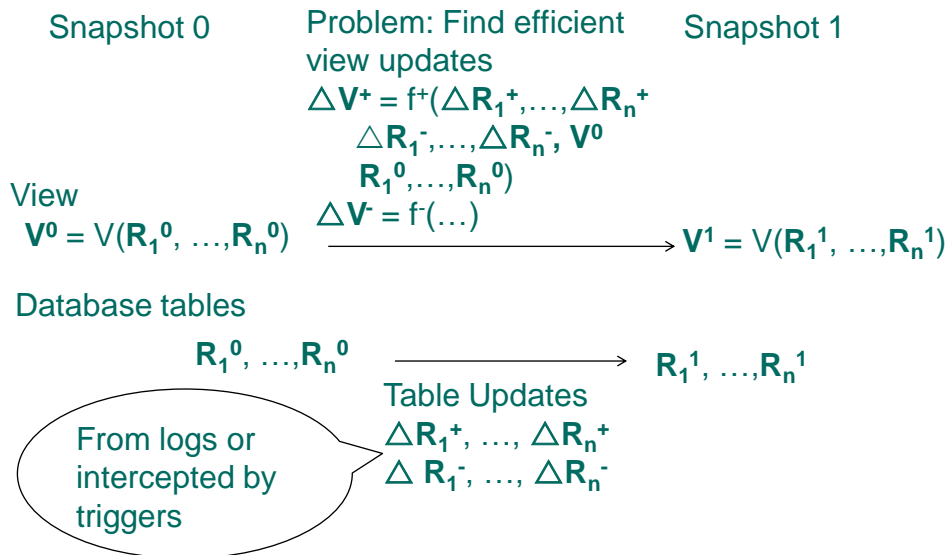 Snapshot 0
Problem: Find efficient
view updates
△V⁺ = f⁺(△R₁⁺,…,△Rₙ⁺
△R₁⁻,…,△Rₙ⁻, V⁰
R₁⁰,…,Rₙ⁰)
△V⁻ = f⁻(…)
Snapshot 1
View
V⁰ = V(R₁⁰, …,Rₙ⁰)
V¹ = V(R₁¹, …,Rₙ¹)
Database tables
R₁⁰, …,Rₙ⁰
R₁¹, …,Rₙ¹
Table Updates
△R₁⁺, …, △Rₙ⁺
△ R₁⁻, …, △Rₙ⁻
From logs or
intercepted by
triggers